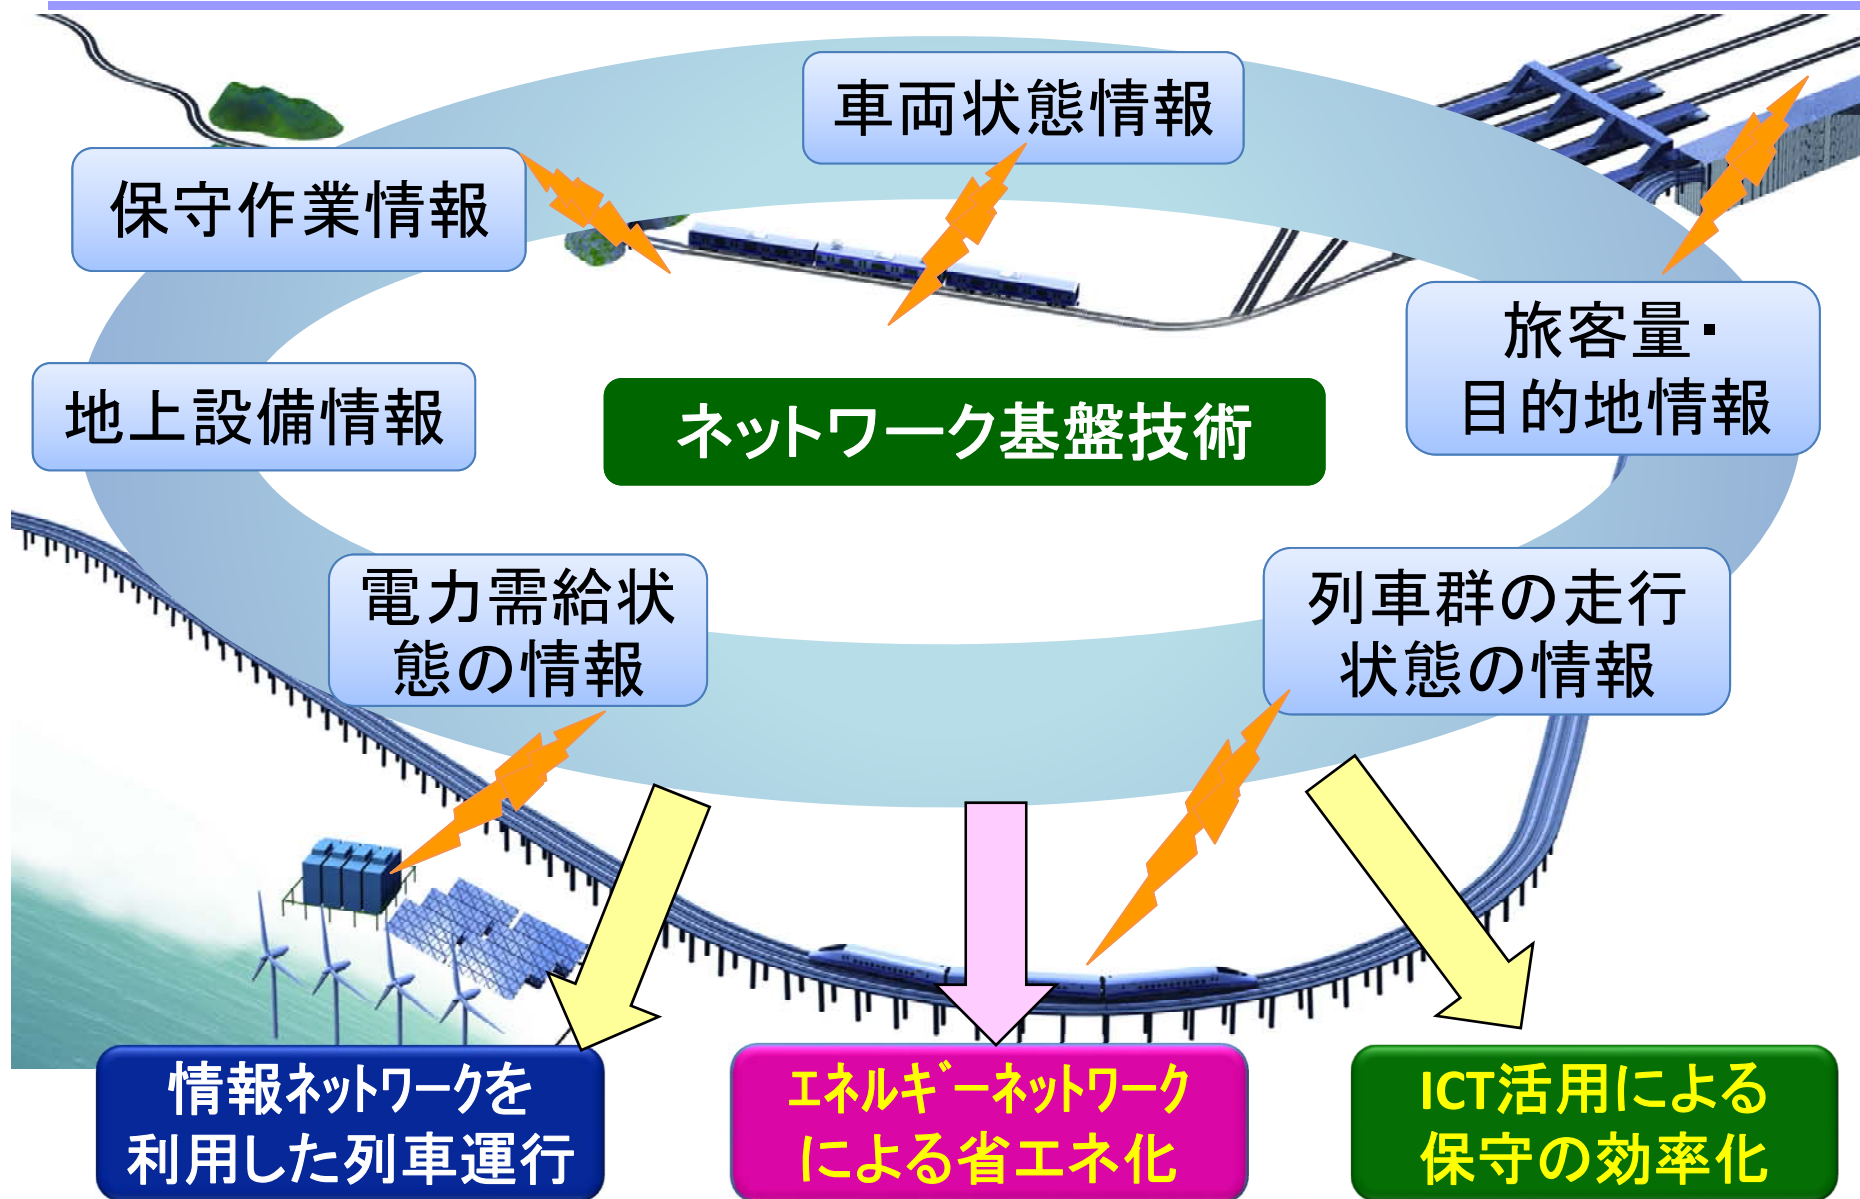 車両状態情報
保守作業情報
旅客量・
目的地情報
地上設備情報
ネットワーク基盤技術
電力需給状
態の情報
列車群の走行
状態の情報
情報ネットワークを
利用した列車運行
エネルギーネットワーク
による省エネ化
ICT活用による
保守の効率化